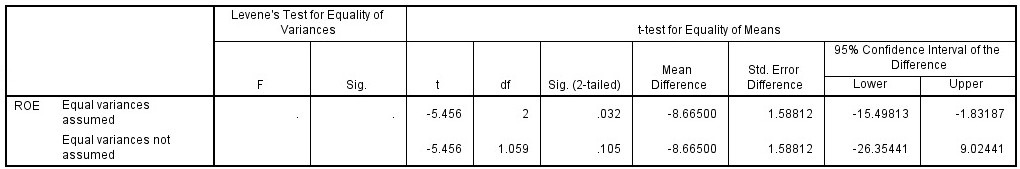 Levene's Test for Equality of
Variances
t-test for Equality of Means
95% Confidence Interval of the
Difference
F Sig. t df Sig. (2-tailed) Mean
Difference Std. Error
Difference Lower Upper
ROE Equal variances
assumed . . -5.456 2 .032 -8.66500 1.58812 -15.49813 -1.83187
Equal variances not
assumed -5.456 1.059 .105 -8.66500 1.58812 -26.35441 9.02441